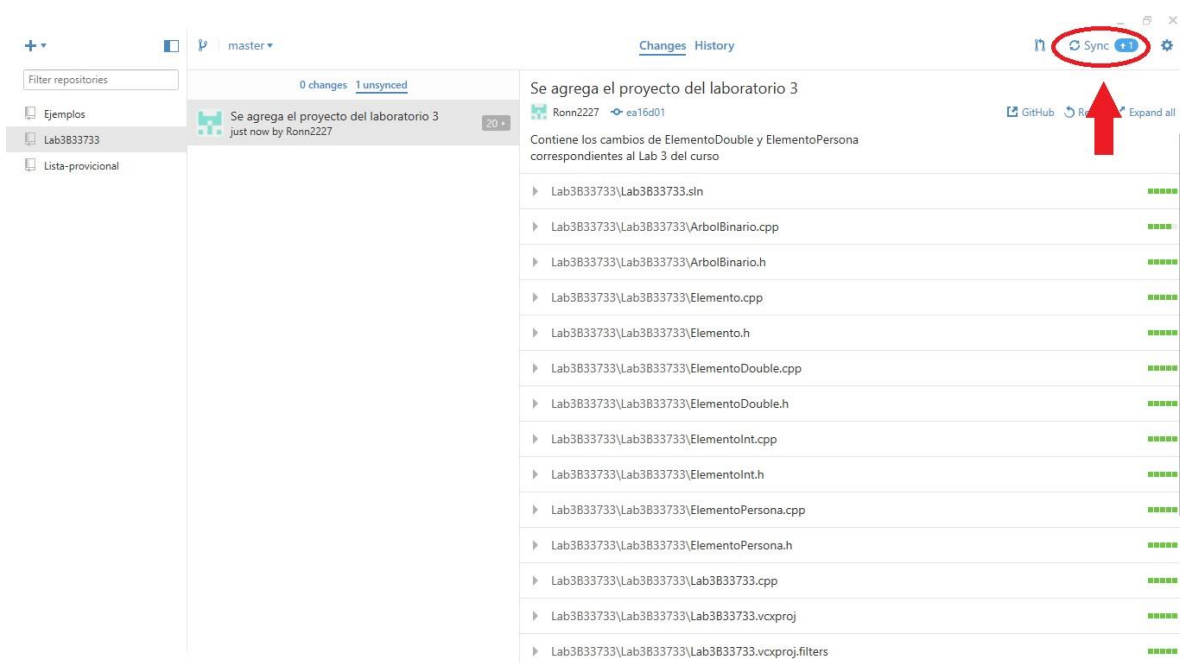 master
Changes History
Sync +1
Filter repositories
Ejemplos
Lab3B33733
Lista-provicional
0 changes 1 unsynced
Se agrega el proyecto del laboratorio 3
just now by Ronn2227
20
Se agrega el proyecto del laboratorio 3
Ronn2227 ea16d01
GitHub Expand all
Contiene los cambios de ElementoDouble y ElementoPersona
correspondientes al Lab 3 del curso
Lab3B33733\Lab3B33733.sln
Lab3B33733\Lab3B33733\ArbolBinario.cpp
Lab3B33733\Lab3B33733\ArbolBinario.h
Lab3B33733\Lab3B33733\Elemento.cpp
Lab3B33733\Lab3B33733\Elemento.h
Lab3B33733\Lab3B33733\ElementoDouble.cpp
Lab3B33733\Lab3B33733\ElementoDouble.h
Lab3B33733\Lab3B33733\ElementoInt.cpp
Lab3B33733\Lab3B33733\ElementoInt.h
Lab3B33733\Lab3B33733\ElementoPersona.cpp
Lab3B33733\Lab3B33733\ElementoPersona.h
Lab3B33733\Lab3B33733\Lab3B33733.cpp
Lab3B33733\Lab3B33733\Lab3B33733.vcxproj
Lab3B33733\Lab3B33733\Lab3B33733.vcxproj.filters